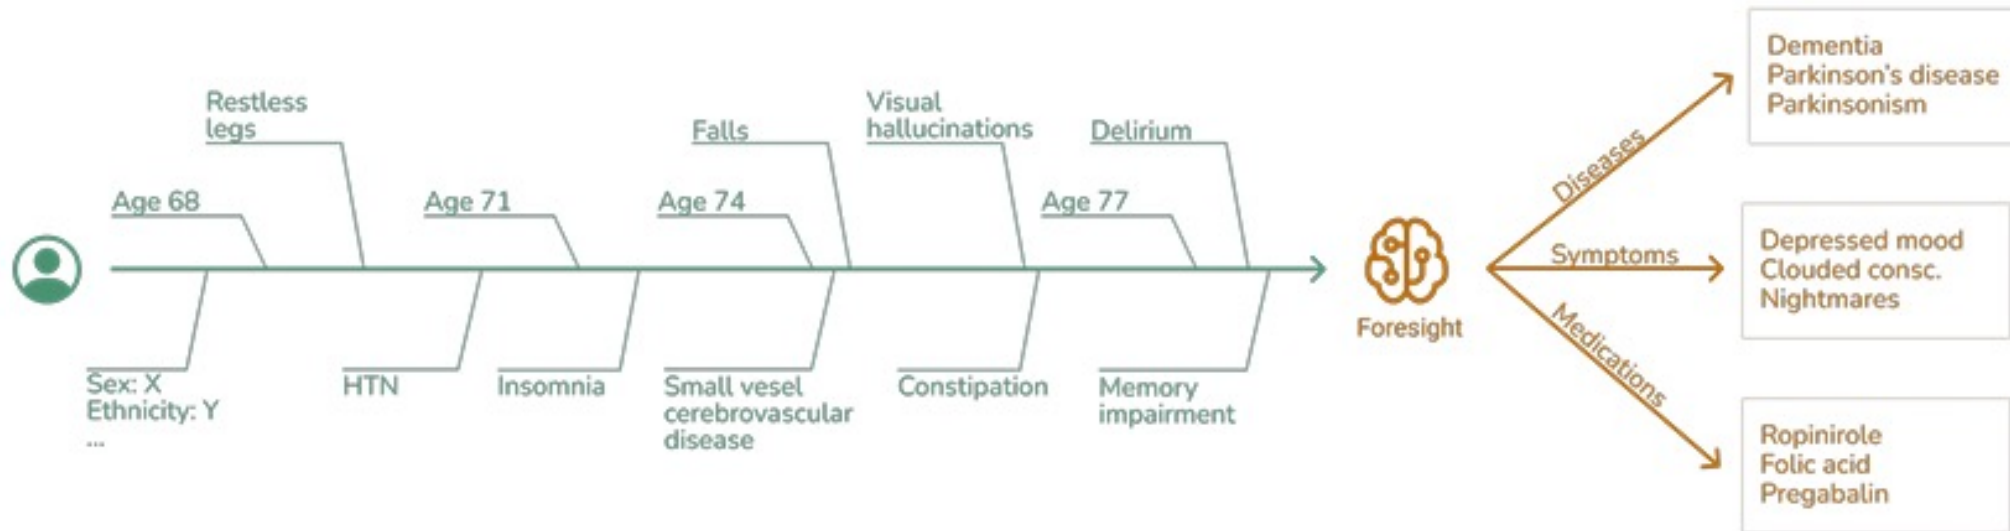 Restless
legs
Age 68
Sex: X
Ethnicity: Y
...
HTN
Age 71
Insomnia
Age 74
Falls
Small vessel
cerebrovascular
disease
Visual
hallucinations
Constipation
Age 77
Delirium
Memory
impairment
Foresight
Diseases
Dementia
Parkinson's disease
Parkinsonism
Symptoms
Depressed mood
Clouded consc.
Nightmares
Medications
Ropinirole
Folic acid
Pregabalin